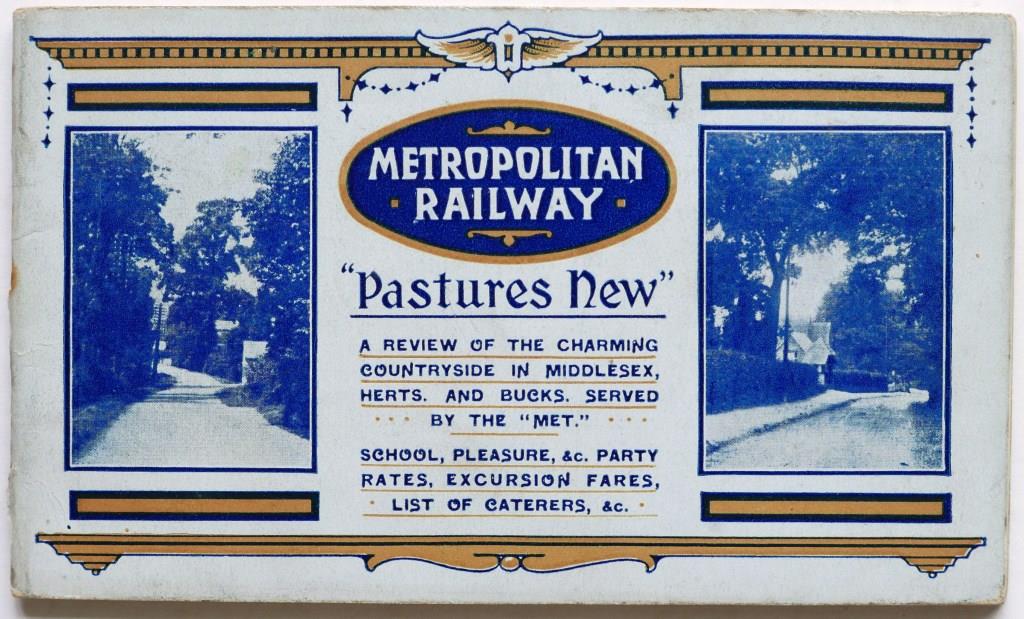 METROPOLITAN
· RAILWAY ·
"Pastures New"
A REVIEW OF THE CHARMING
COUNTRYSIDE IN MIDDLESEX,
HERTS. AND BUCKS. SERVED
· · · BY THE "MET." · · ·
SCHOOL, PLEASURE, &c. PARTY
RATES, EXCURSION FARES,
· LIST OF CATERERS, &c. ·